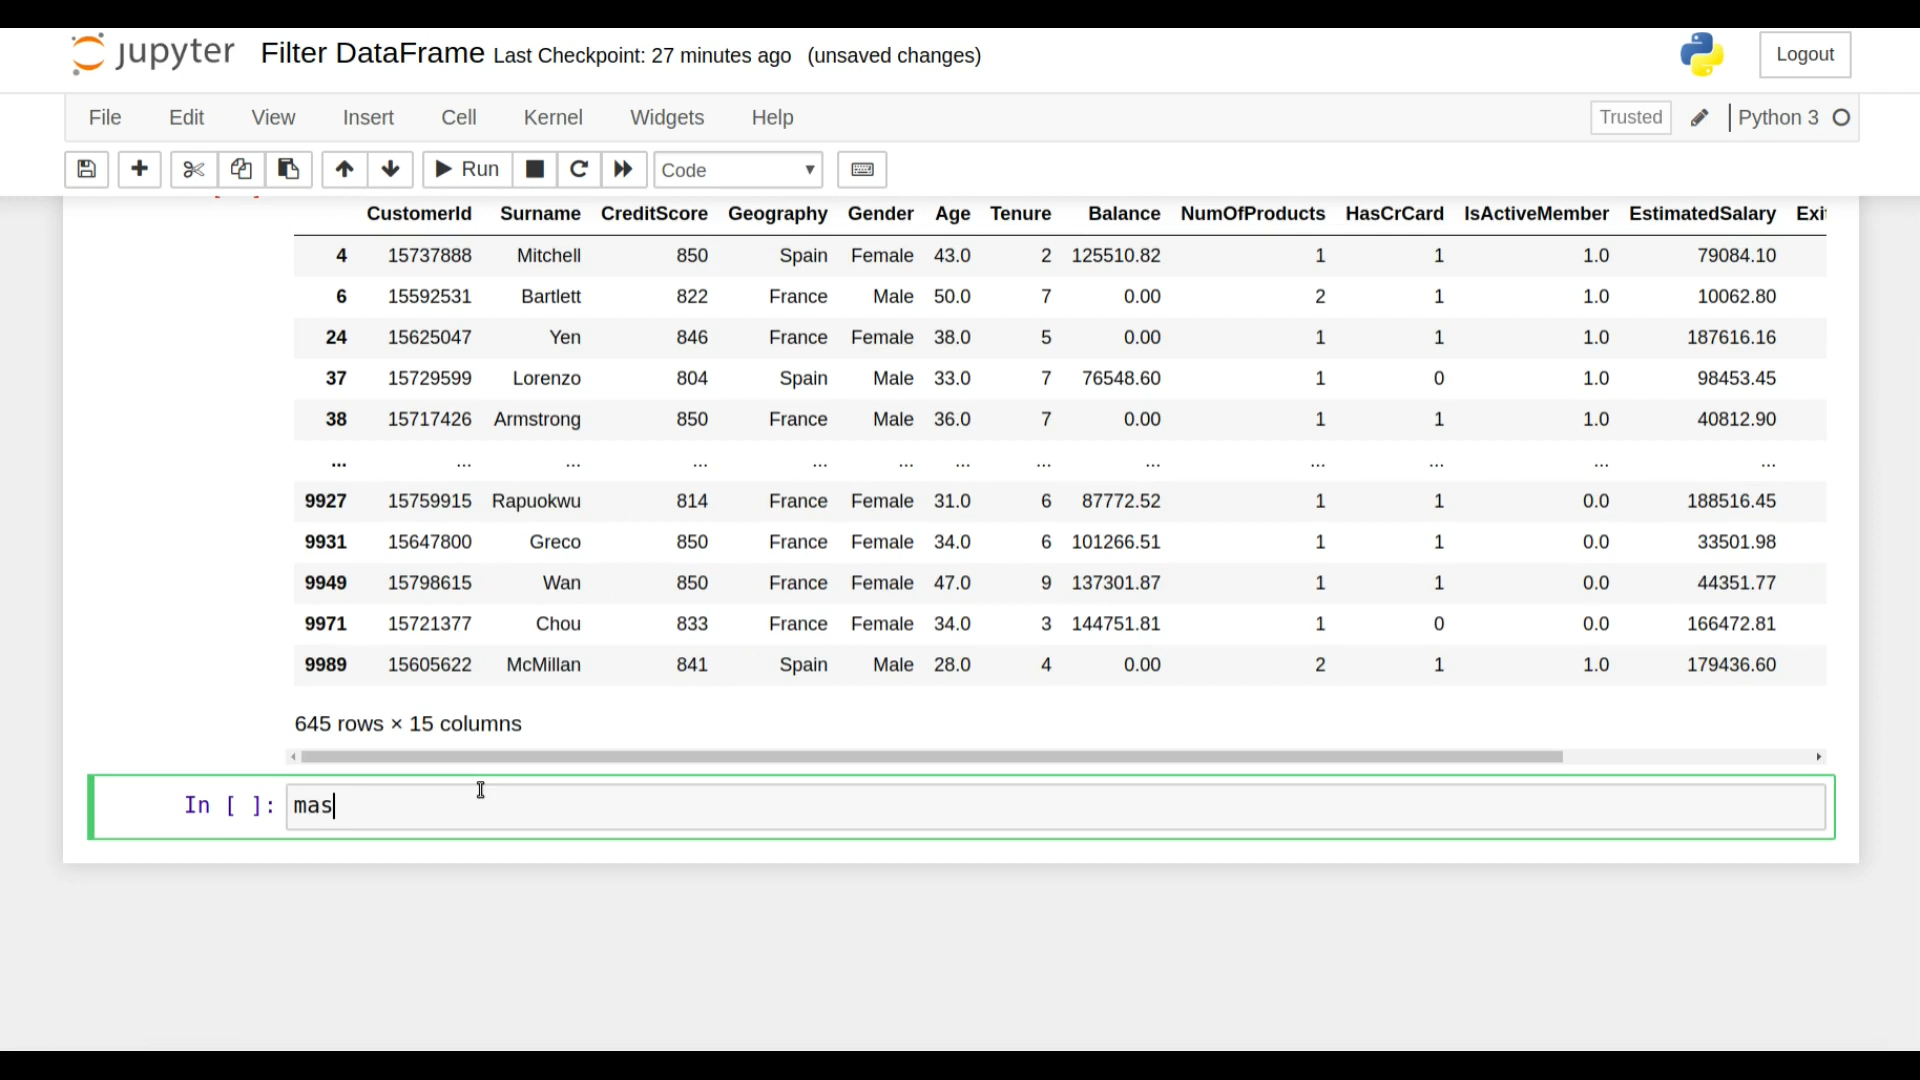 jupyter Filter DataFrame Last Checkpoint: 27 minutes ago (unsaved changes) Logout
File Edit View Insert Cell Kernel Widgets Help Trusted Python 3
Run Code
CustomerId Surname CreditScore Geography Gender Age Tenure Balance NumOfProducts HasCrCard IsActiveMember EstimatedSalary Exi
4 15737888 Mitchell 850 Spain Female 43.0 2 125510.82 1 1 1.0 79084.10
6 15592531 Bartlett 822 France Male 50.0 7 0.00 2 1 1.0 10062.80
24 15625047 Yen 846 France Female 38.0 5 0.00 1 1 1.0 187616.16
37 15729599 Lorenzo 804 Spain Male 33.0 7 76548.60 1 0 1.0 98453.45
38 15717426 Armstrong 850 France Male 36.0 7 0.00 1 1 1.0 40812.90
... ... ... ... ... ... ... ... ... ... ... ... ...
9927 15759915 Rapuokwu 814 France Female 31.0 6 87772.52 1 1 0.0 188516.45
9931 15647800 Greco 850 France Female 34.0 6 101266.51 1 1 0.0 33501.98
9949 15798615 Wan 850 France Female 47.0 9 137301.87 1 1 0.0 44351.77
9971 15721377 Chou 833 France Female 34.0 3 144751.81 1 0 0.0 166472.81
9989 15605622 McMillan 841 Spain Male 28.0 4 0.00 2 1 1.0 179436.60
645 rows × 15 columns
In [ ]: mas